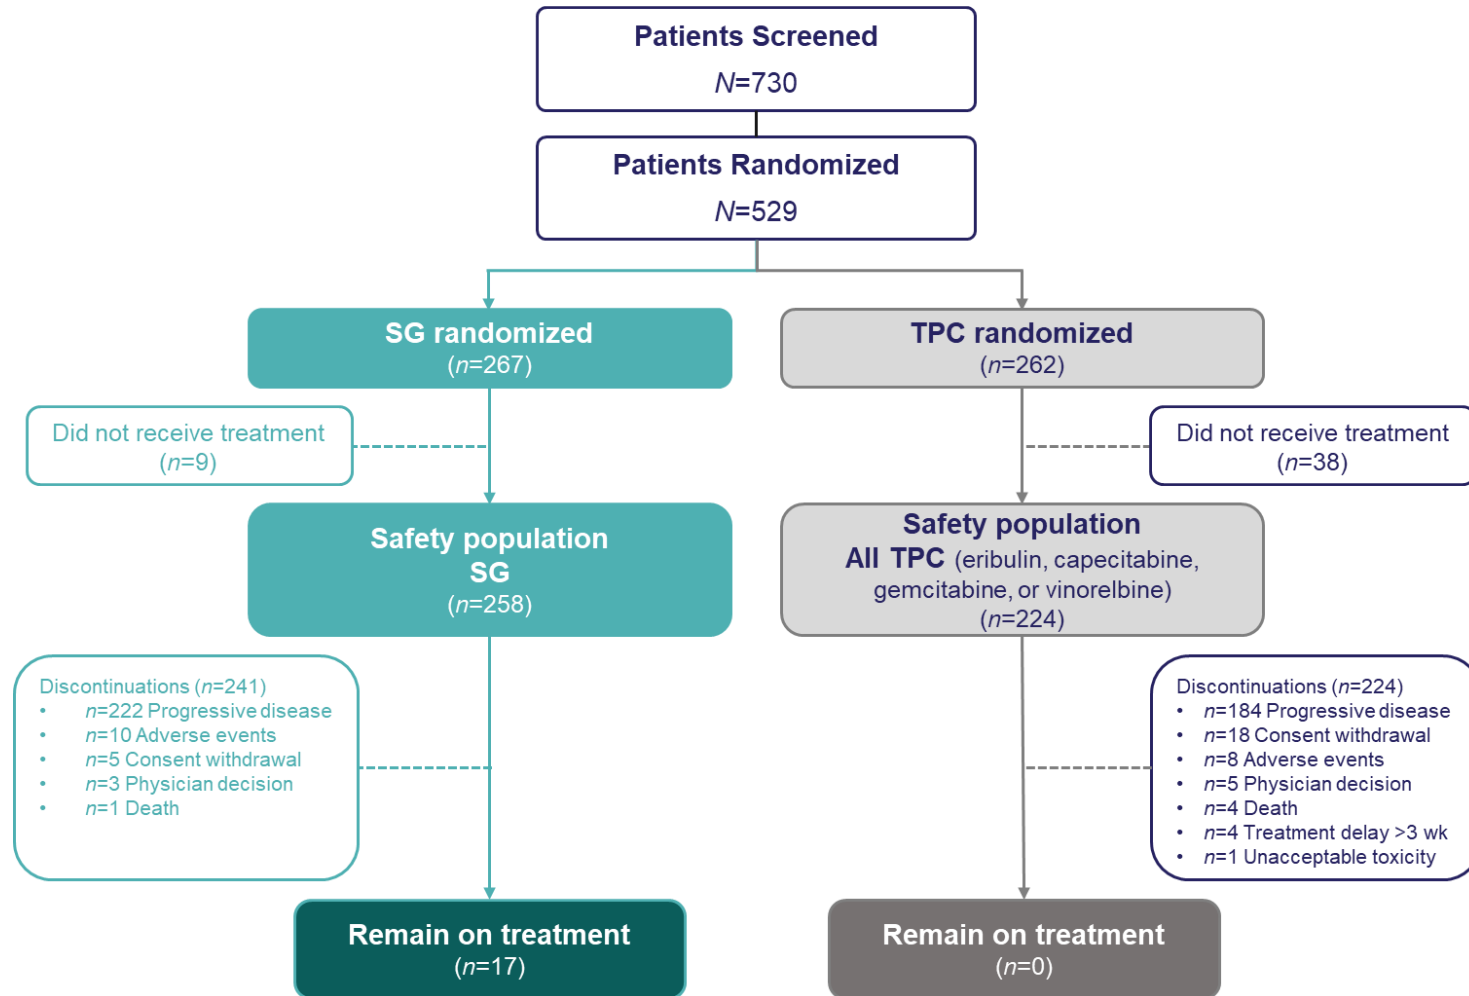 Patients Screened
N=730
Patients Randomized
N=529
SG randomized
(n=267)
TPC randomized
(n=262)
Did not receive treatment
(n=9)
Did not receive treatment
(n=38)
Safety population
SG
(n=258)
Safety population
All TPC (eribulin, capecitabine,
gemcitabine, or vinorelbine)
(n=224)
Discontinuations (n=241)
• n=222 Progressive disease
• n=10 Adverse events
• n=5 Consent withdrawal
• n=3 Physician decision
• n=1 Death
Discontinuations (n=224)
• n=184 Progressive disease
• n=18 Consent withdrawal
• n=8 Adverse events
• n=5 Physician decision
• n=4 Death
• n=4 Treatment delay >3 wk
• n=1 Unacceptable toxicity
Remain on treatment
(n=17)
Remain on treatment
(n=0)